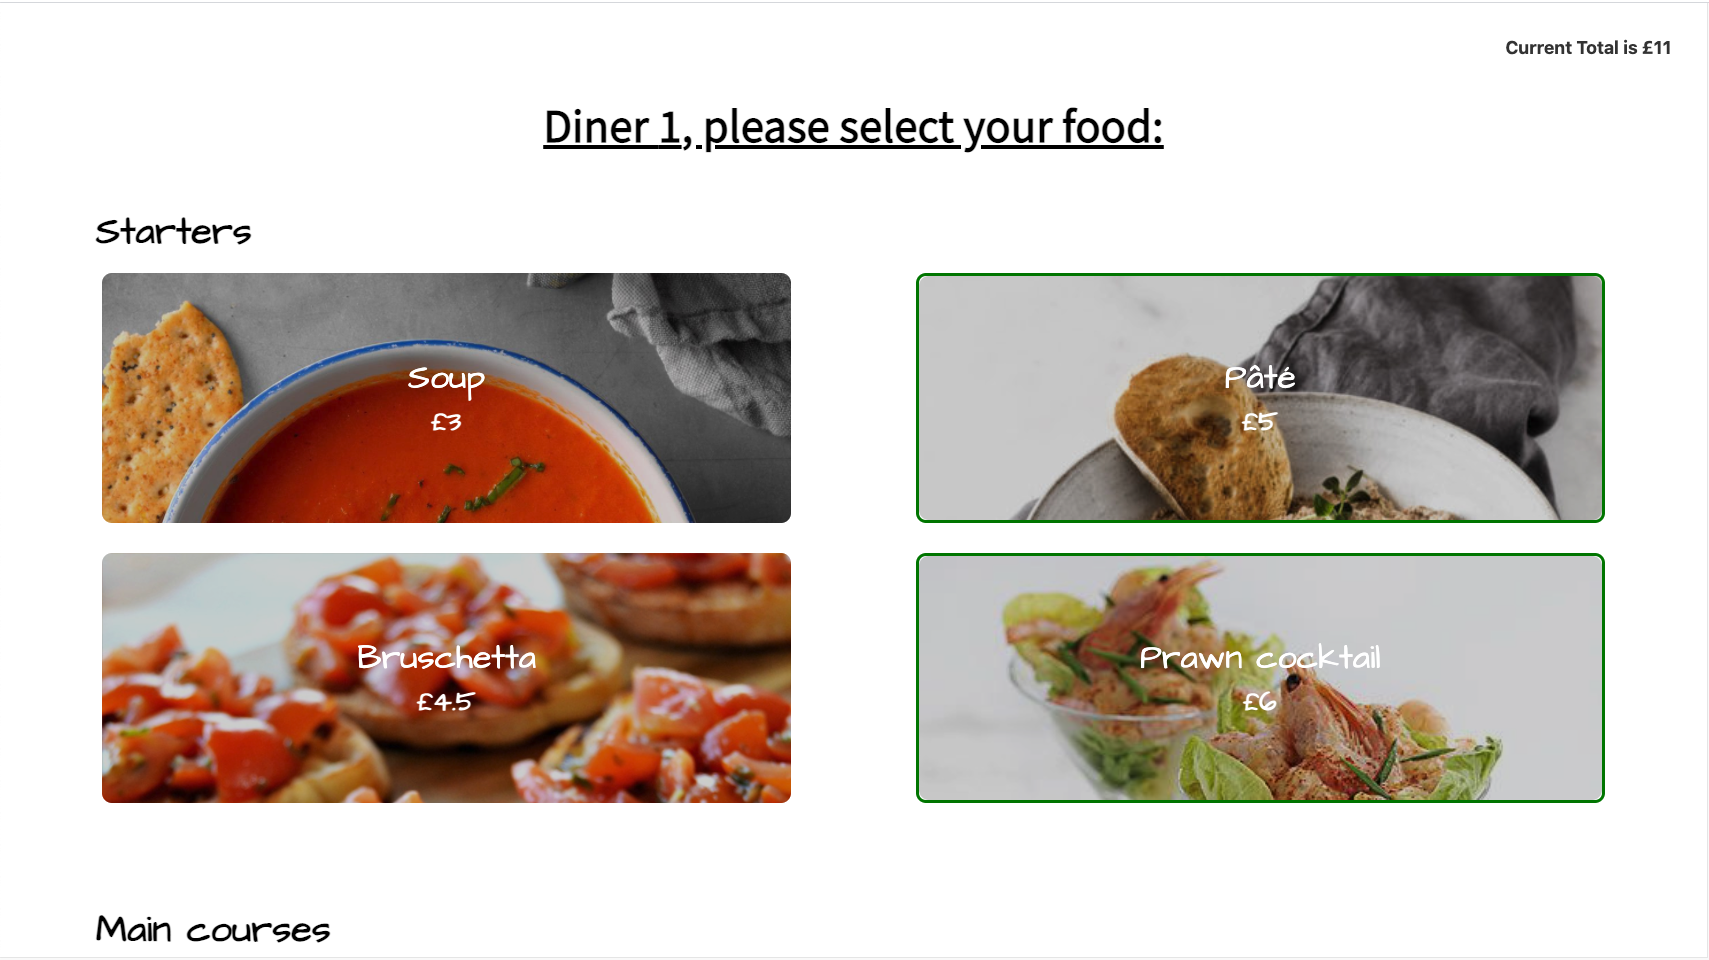 Current Total is £11
Diner 1, please select your food:
Starters
Soup
£3
Pâté
£5
Bruschetta
£4.5
Prawn cocktail
£6
Main courses